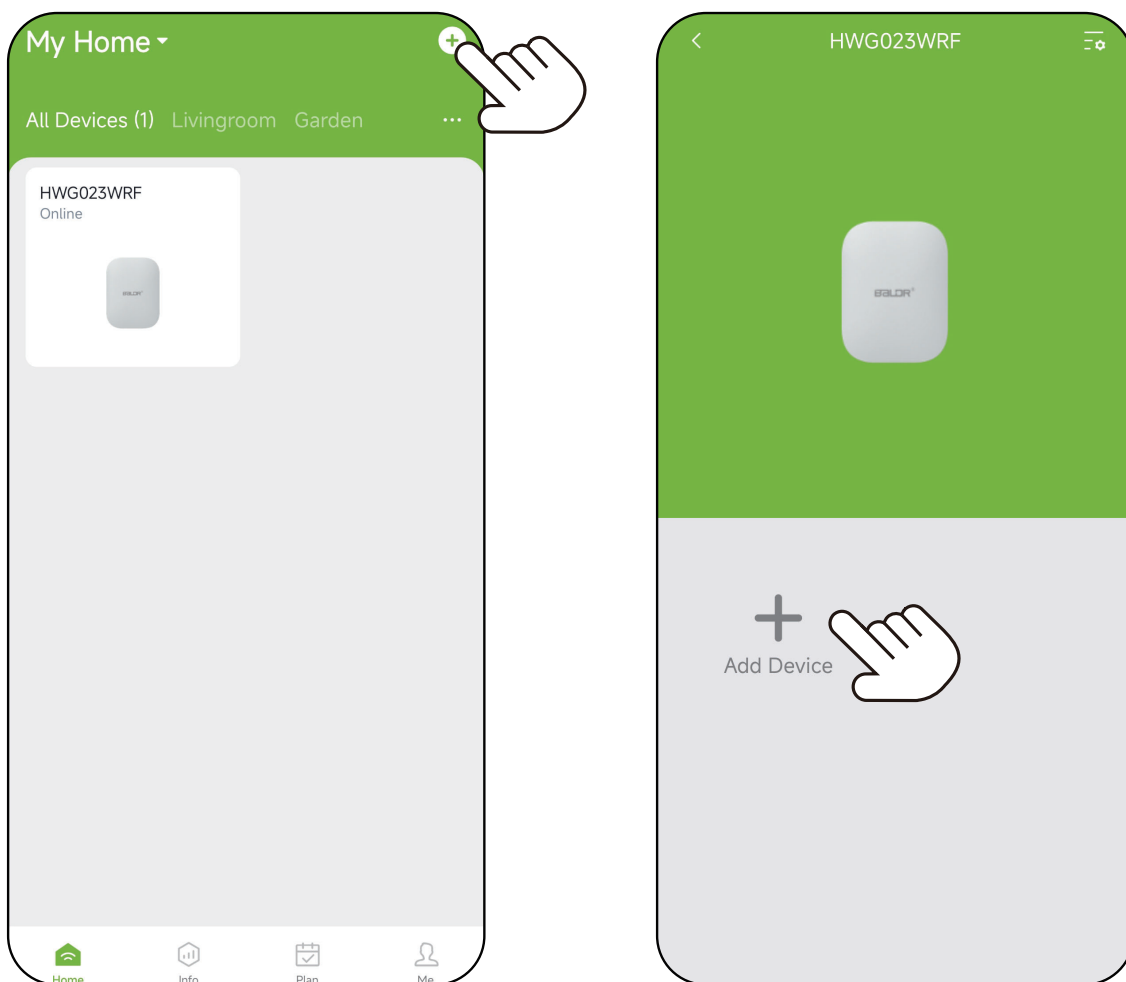 My Home
All Devices (1) Livingroom Garden ...
HWG023WRF
Online
BALDR®
Home Info Plan Me
HWG023WRF
BALDR®
Add Device